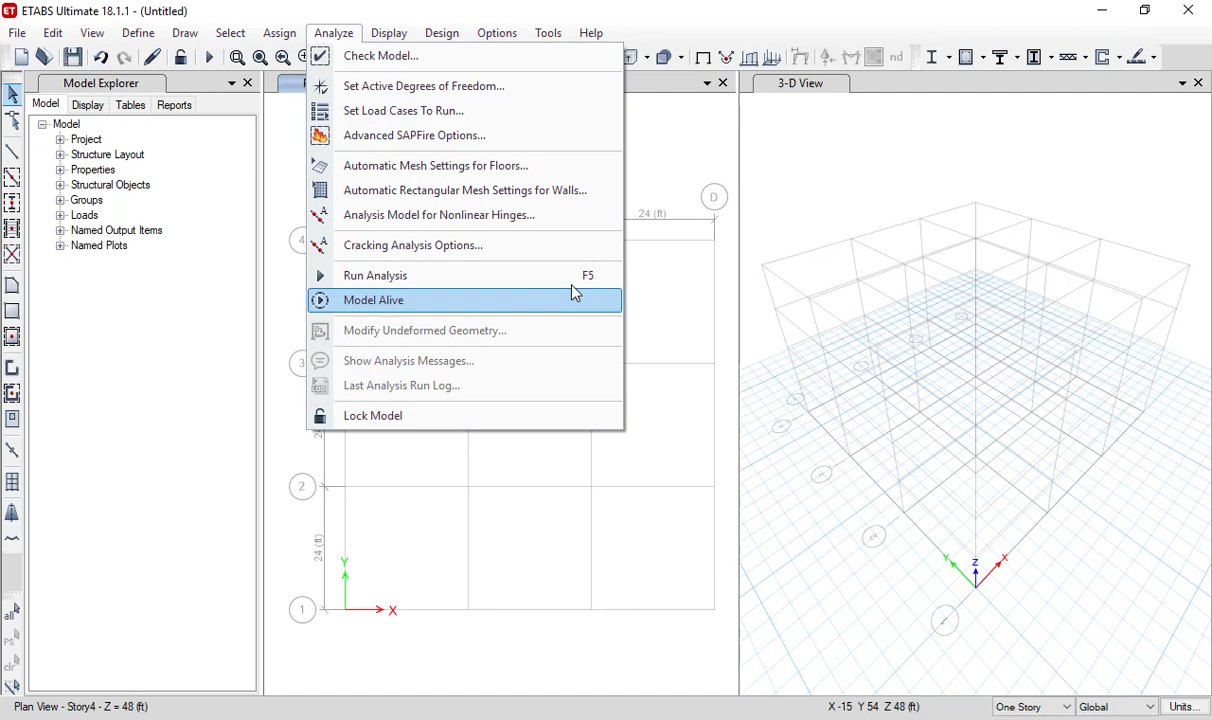 ETABS Ultimate 18.1.1 - (Untitled)
File Edit View Define Draw Select Assign Analyze Display Design Options Tools Help
nd
Model Explorer
3-D View
Model Display Tables Reports
Model
Project
Structure Layout
Properties
Structural Objects
Groups
Loads
Named Output Items
Named Plots
Check Model...
Set Active Degrees of Freedom...
Set Load Cases To Run...
Advanced SAPFire Options...
Automatic Mesh Settings for Floors...
Automatic Rectangular Mesh Settings for Walls...
Analysis Model for Nonlinear Hinges...
Cracking Analysis Options...
Run Analysis F5
Model Alive
Modify Undeformed Geometry...
Show Analysis Messages...
Last Analysis Run Log...
Lock Model
D
24 (ft)
4
3
2
24 (ft)
1
Y
X
Y
Z
X
all
PS
clr
Plan View - Story4 - Z = 48 (ft)
X -15 Y 54 Z 48 (ft)
One Story
Global
Units...